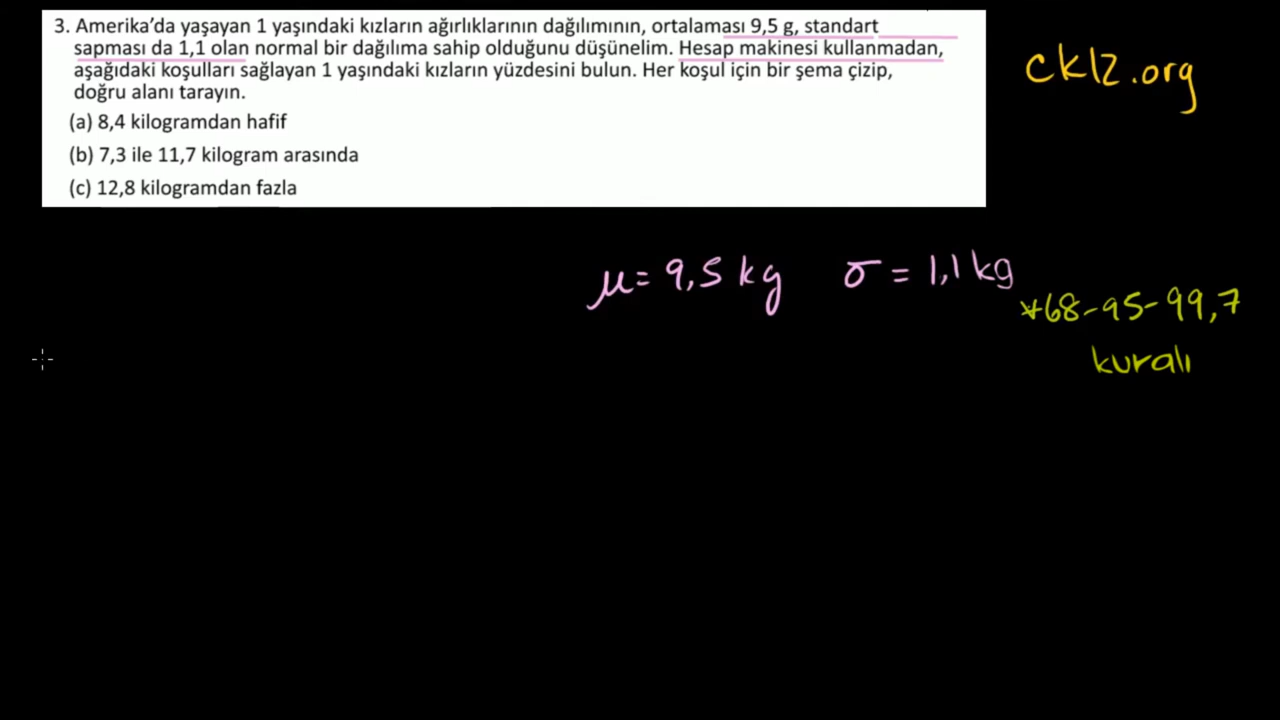 3. Amerika’da yaşayan 1 yaşındaki kızların ağırlıklarının dağılımının, ortalaması 9,5 g, standart
sapması da 1,1 olan normal bir dağılıma sahip olduğunu düşünelim. Hesap makinesi kullanmadan,
aşağıdaki koşulları sağlayan 1 yaşındaki kızların yüzdesini bulun. Her koşul için bir şema çizip,
doğru alanı tarayın.
(a) 8,4 kilogramdan hafif
(b) 7,3 ile 11,7 kilogram arasında
(c) 12,8 kilogramdan fazla
ck12.org
μ = 9,5 kg σ = 1,1 kg
*68-95-99,7
kuralı